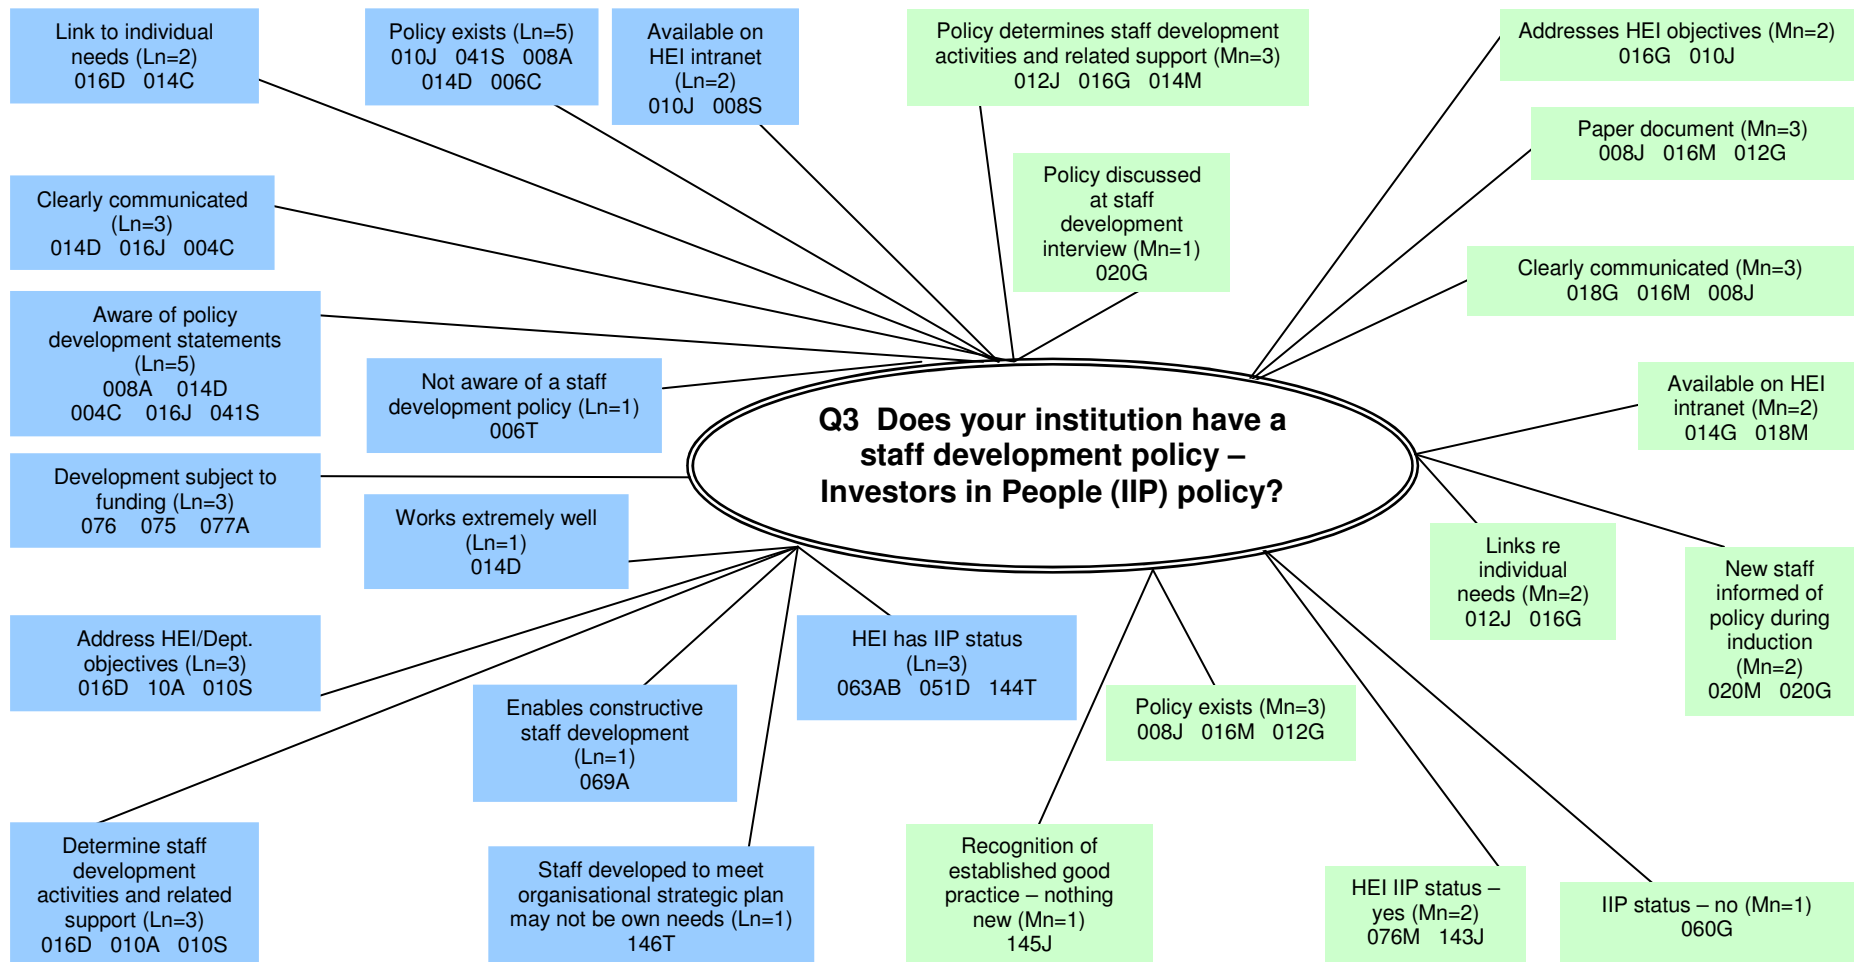 Link to individual
needs (Ln=2)
016D 014C
Policy exists (Ln=5)
010J 041S 008A
014D 006C
Available on
HEI intranet
(Ln=2)
010J 008S
Policy determines staff development
activities and related support (Mn=3)
012J 016G 014M
Addresses HEI objectives (Mn=2)
016G 010J
Paper document (Mn=3)
008J 016M 012G
Policy discussed
at staff
development
interview (Mn=1)
020G
Clearly communicated
(Ln=3)
014D 016J 004C
Clearly communicated (Mn=3)
018G 016M 008J
Aware of policy
development statements
(Ln=5)
008A 014D
004C 016J 041S
Not aware of a staff
development policy (Ln=1)
006T
Q3 Does your institution have a
staff development policy –
Investors in People (IIP) policy?
Available on HEI
intranet (Mn=2)
014G 018M
Development subject to
funding (Ln=3)
076 075 077A
Works extremely well
(Ln=1)
014D
Links re
individual
needs (Mn=2)
012J 016G
New staff
informed of
policy during
induction
(Mn=2)
020M 020G
Address HEI/Dept.
objectives (Ln=3)
016D 10A 010S
HEI has IIP status
(Ln=3)
063AB 051D 144T
Enables constructive
staff development
(Ln=1)
069A
Policy exists (Mn=3)
008J 016M 012G
Determine staff
development
activities and related
support (Ln=3)
016D 010A 010S
Staff developed to meet
organisational strategic plan
may not be own needs (Ln=1)
146T
Recognition of
established good
practice – nothing
new (Mn=1)
145J
HEI IIP status –
yes (Mn=2)
076M 143J
IIP status – no (Mn=1)
060G